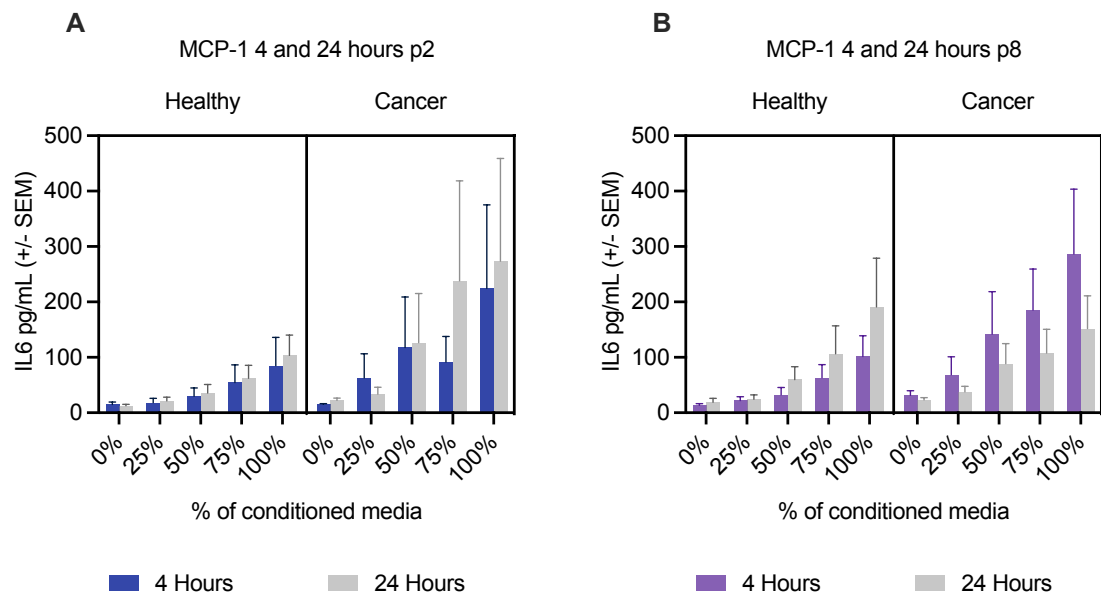 A
MCP-1 4 and 24 hours p2
Healthy Cancer
500
400
300
200
100
0
IL6 pg/mL (+/- SEM)
0% 25% 50% 75% 100% 0% 25% 50% 75% 100%
% of conditioned media
4 Hours 24 Hours
B
MCP-1 4 and 24 hours p8
Healthy Cancer
500
400
300
200
100
0
IL6 pg/mL (+/- SEM)
0% 25% 50% 75% 100% 0% 25% 50% 75% 100%
% of conditioned media
4 Hours 24 Hours